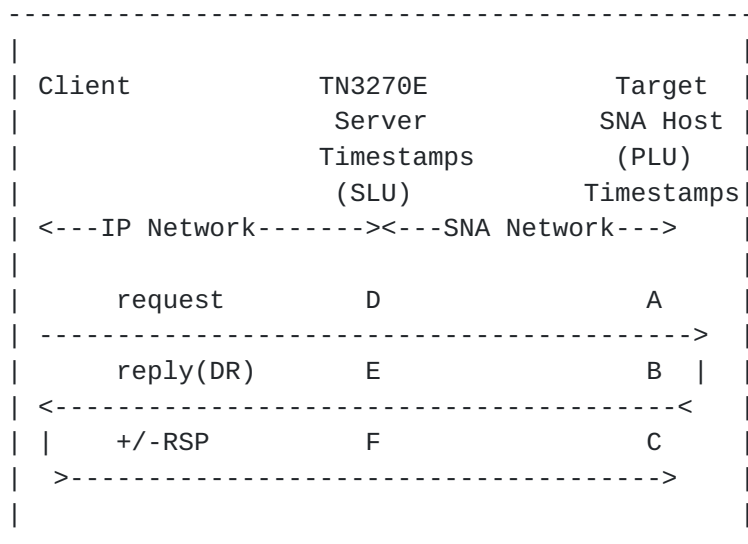 ------------------------------------------------
|                                              |
| Client            TN3270E            Target  |
|                    Server           SNA Host |
|                   Timestamps         (PLU)   |
|                     (SLU)          Timestamps|
| <---IP Network-------><---SNA Network--->    |
|                                              |
|      request         D                 A     |
| ------------------------------------------>  |
|      reply(DR)       E                 B  |  |
| <----------------------------------------<   |
| |    +/-RSP          F                 C     |
|  >-------------------------------------->    |
|                                              |